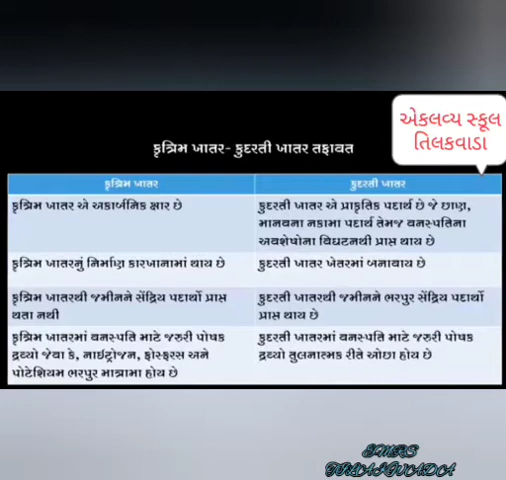 એકલવ્ય સ્કૂલ
તિલકવાડા
કૃત્રિમ ખાતર- કુદરતી ખાતર તફાવત
કૃત્રિમ ખાતર
કુદરતી ખાતર
કૃત્રિમ ખાતર એ અકાર્બનિક ક્ષાર છે
કુદરતી ખાતર એ પ્રાકૃતિક પદાર્થ છે જે છાણ,
માનવના નકામા પદાર્થ તેમજ વનસ્પતિના
અવશેષોના વિઘટનથી પ્રાપ્ત થાય છે
કૃત્રિમ ખાતરનું નિર્માણ કારખાનામાં થાય છે
કુદરતી ખાતર ખેતરમાં બનાવાય છે
કૃત્રિમ ખાતરથી જમીનને સેંદ્રિય પદાર્થો પ્રાપ્ત
થતા નથી
કુદરતી ખાતરથી જમીનને ભરપુર સેંદ્રિય પદાર્થો
પ્રાપ્ત થાય છે
કૃત્રિમ ખાતરમાં વનસ્પતિ માટે જરુરી પોષક
દ્રવ્યો જેવા કે, નાઈટ્રોજન, ફોસ્ફરસ અને
પોટેશિયમ ભરપુર માત્રામા હોય છે
કુદરતી ખાતરમાં વનસ્પતિ માટે જરુરી પોષક
દ્રવ્યો તુલનાત્મક રીતે ઓછા હોય છે
EMRS